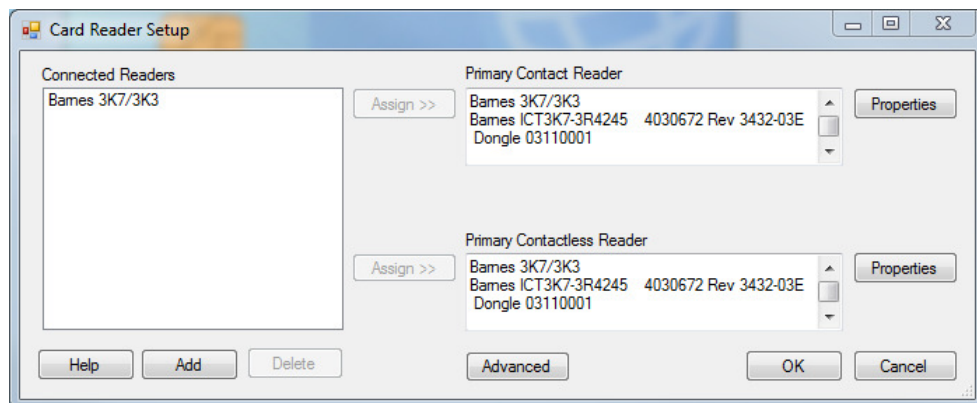 Card Reader Setup
Connected Readers
Barnes 3K7/3K3
Assign >>
Primary Contact Reader
Barnes 3K7/3K3
Barnes ICT3K7-3R4245 4030672 Rev 3432-03E
Dongle 03110001
Properties
Assign >>
Primary Contactless Reader
Barnes 3K7/3K3
Barnes ICT3K7-3R4245 4030672 Rev 3432-03E
Dongle 03110001
Properties
Help Add Delete Advanced OK Cancel